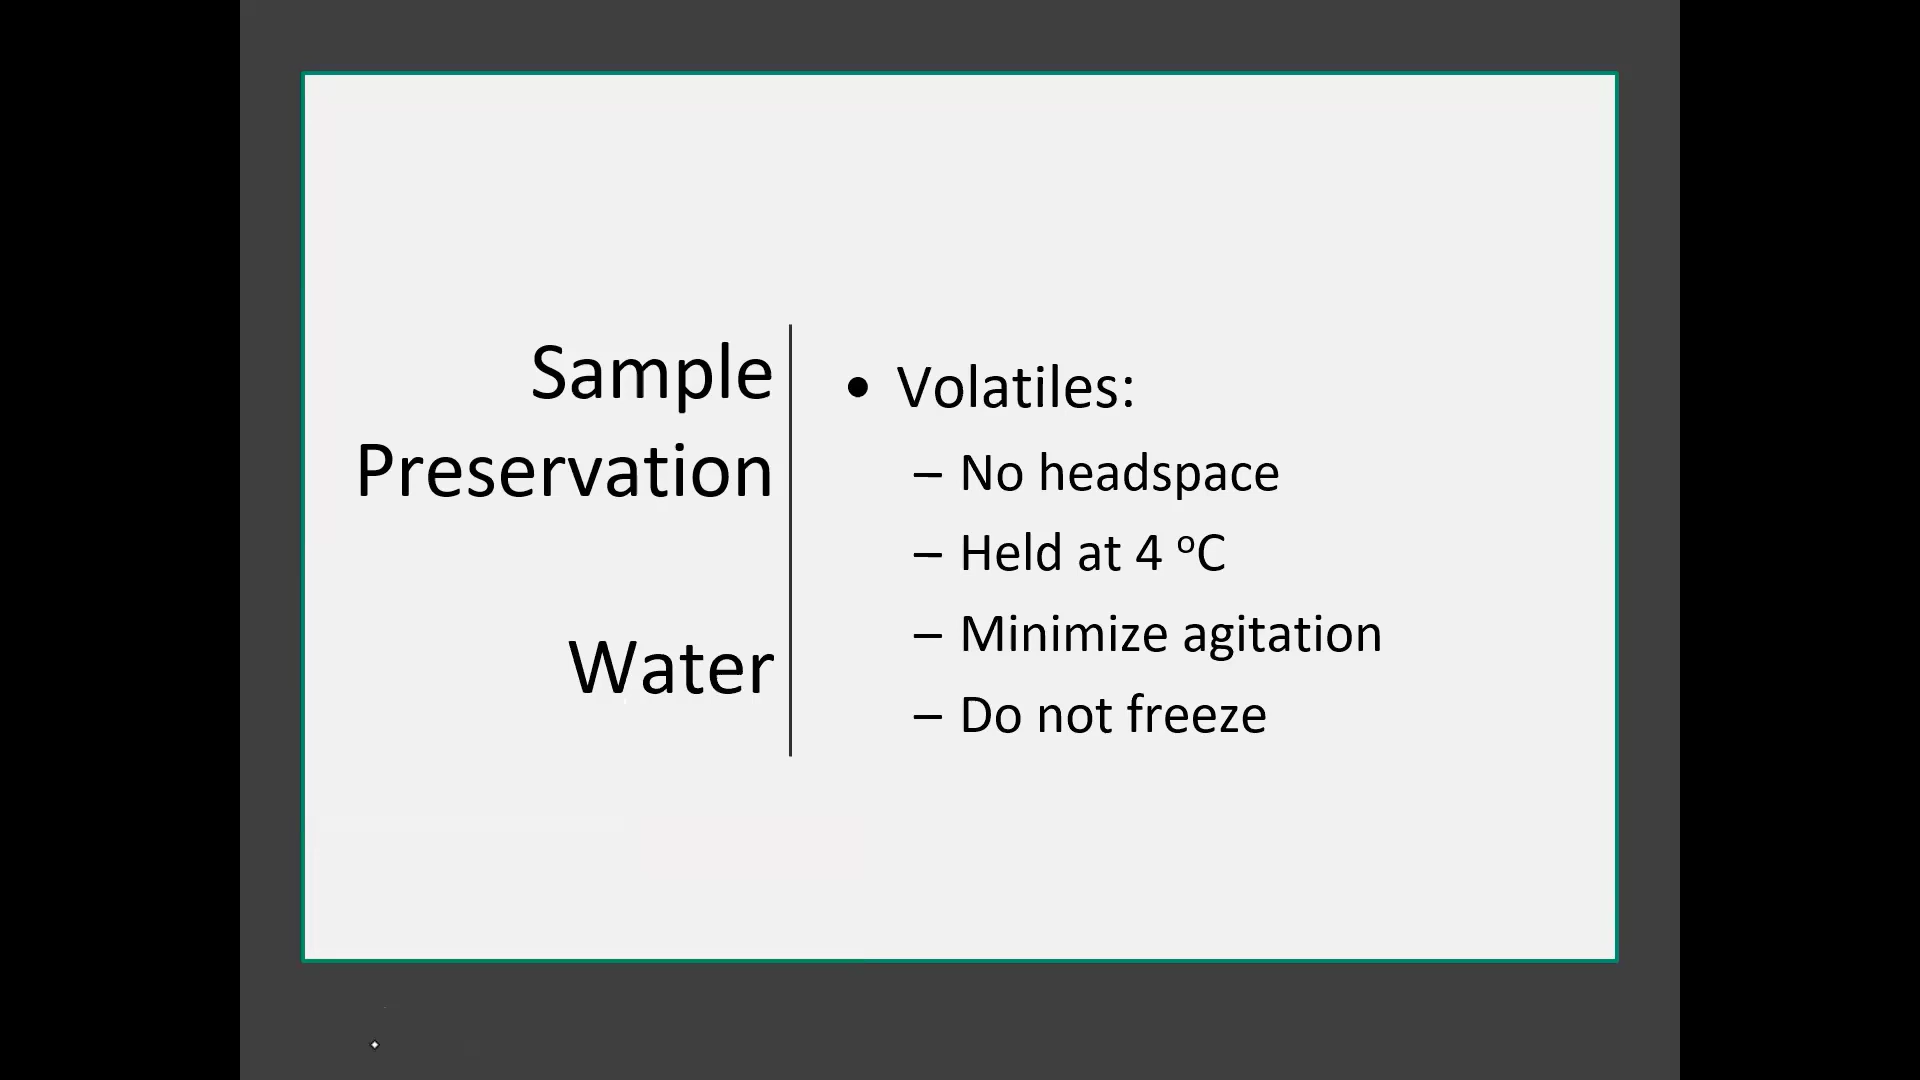 Sample
Preservation
Water
• Volatiles:
– No headspace
– Held at 4 ºC
– Minimize agitation
– Do not freeze